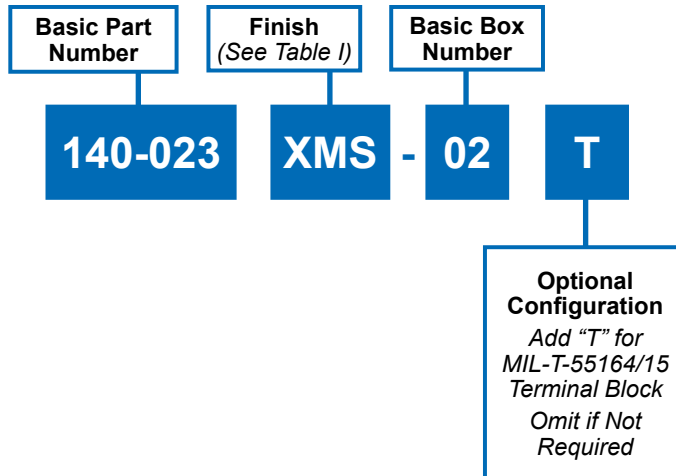 Basic Part
Number
Finish
(See Table I)
Basic Box
Number
140-023 XMS - 02 T
Optional
Configuration
Add “T” for
MIL-T-55164/15
Terminal Block
Omit if Not
Required